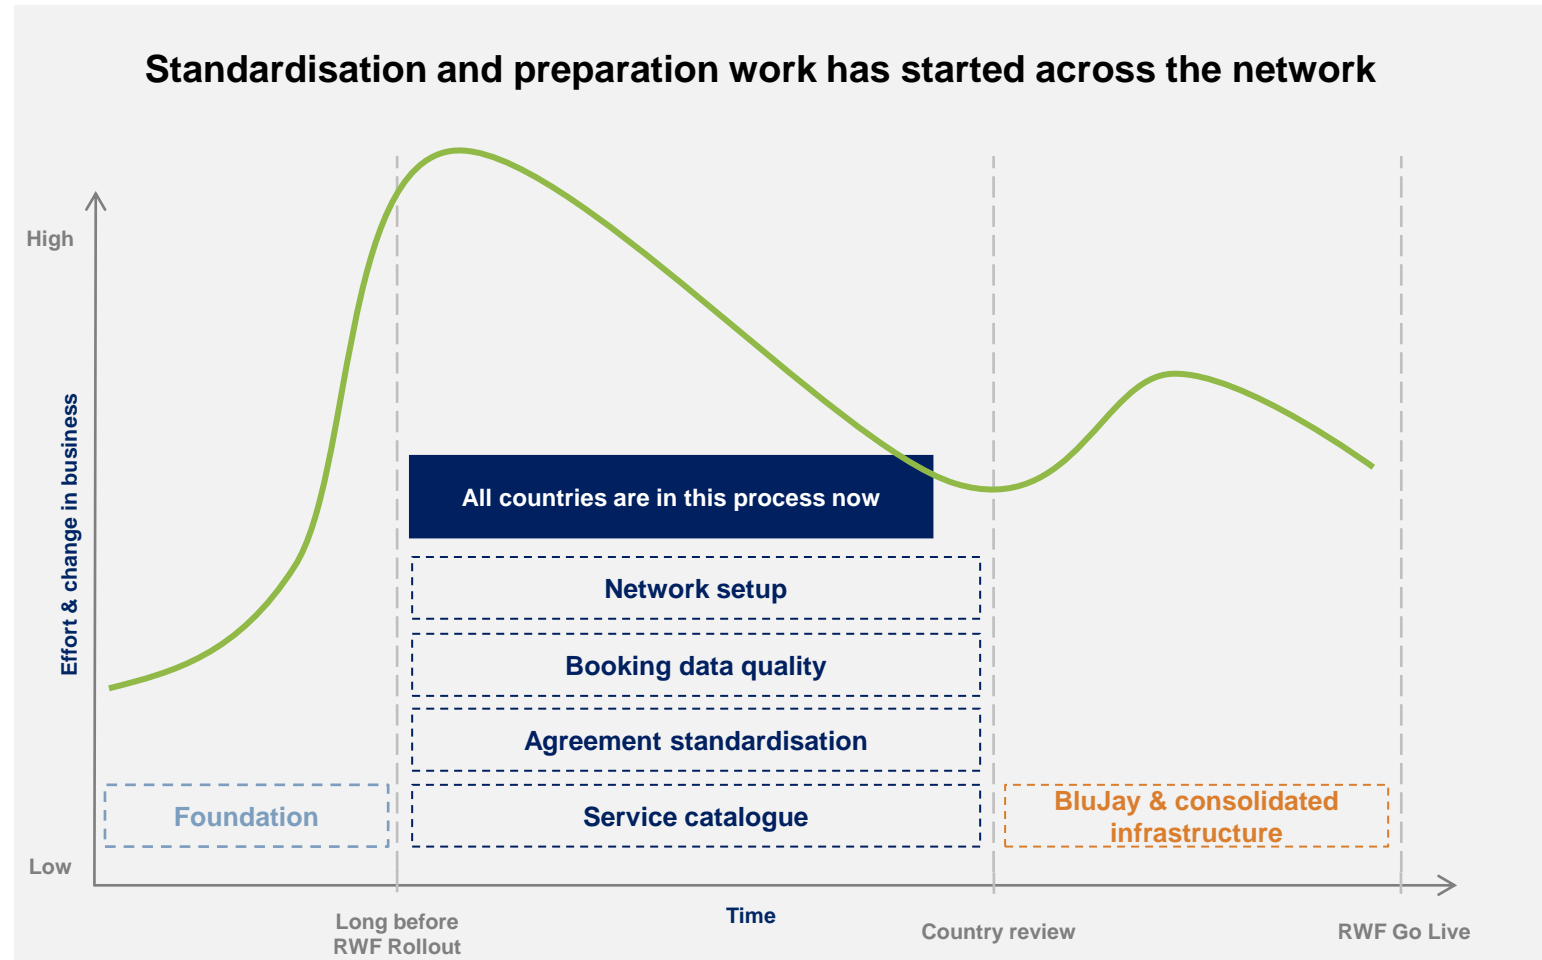 Standardisation and preparation work has started across the network
High
Effort & change in business
All countries are in this process now
Network setup
Booking data quality
Agreement standardisation
Foundation
Service catalogue
BluJay & consolidated
infrastructure
Low
Long before
RWF Rollout
Time
Country review
RWF Go Live